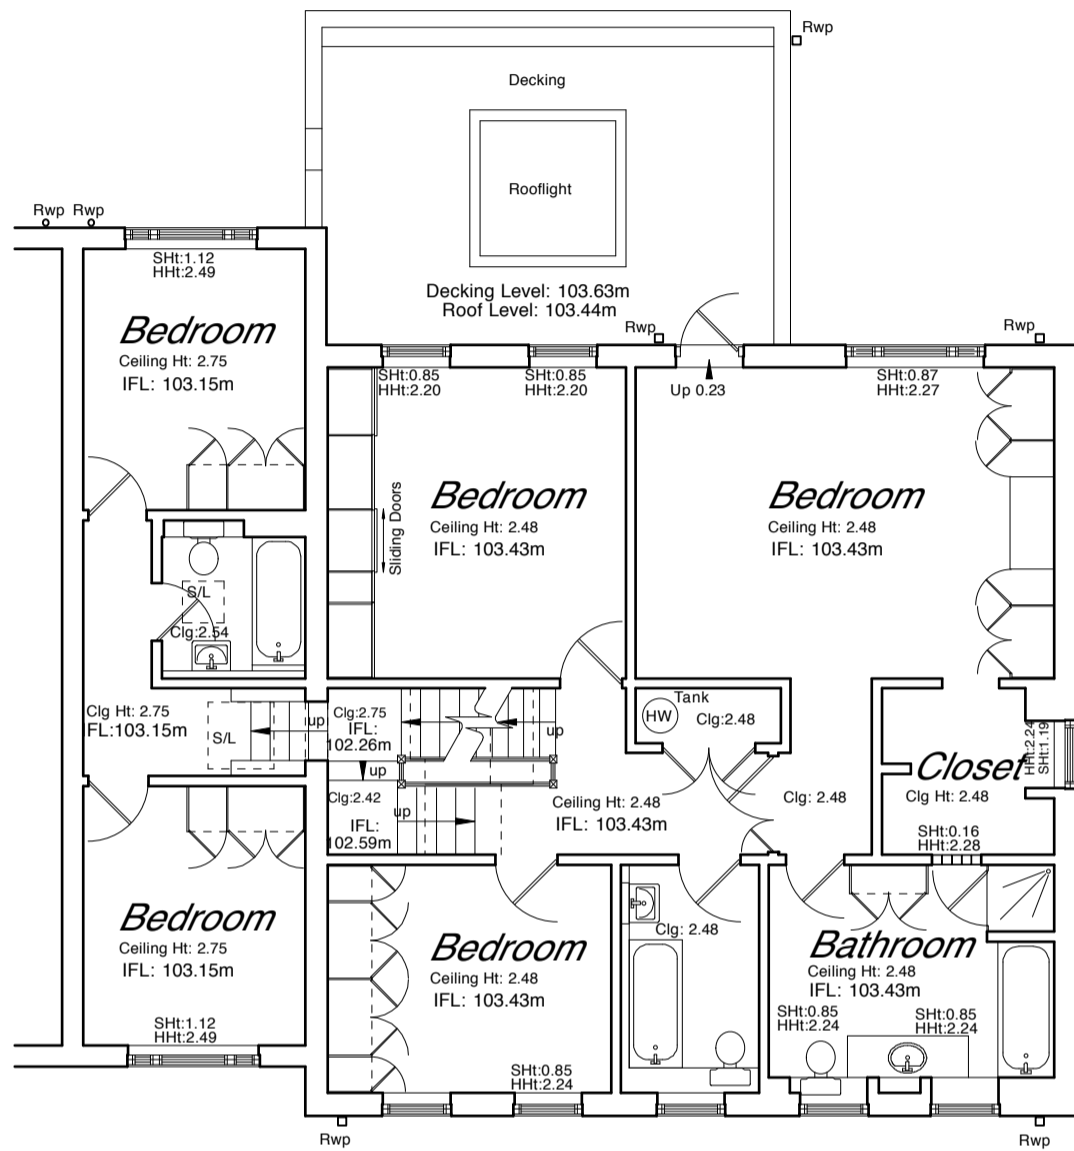 Rwp
Decking
Rooflight
Rwp Rwp
SHt:1.12
HHt:2.49
Decking Level: 103.63m
Roof Level: 103.44m
Rwp
Rwp
Bedroom
Ceiling Ht: 2.75
IFL: 103.15m
SHt:0.85
HHt:2.20
SHt:0.85
HHt:2.20
Up 0.23
SHt:0.87
HHt:2.27
Sliding Doors
Bedroom
Ceiling Ht: 2.48
IFL: 103.43m
Bedroom
Ceiling Ht: 2.48
IFL: 103.43m
S/L
Clg:2.54
Clg Ht: 2.75
FL:103.15m
S/L
up
Clg:2.75
IFL:
102.26m
up
up
Clg:2.42
IFL:
102.59m
up
Tank
HW
Clg:2.48
Ceiling Ht: 2.48
IFL: 103.43m
Clg: 2.48
HHt:2.24
SHt:1.19
Closet
Clg Ht: 2.48
SHt:0.16
HHt:2.28
Bedroom
Ceiling Ht: 2.75
IFL: 103.15m
SHt:1.12
HHt:2.49
Bedroom
Ceiling Ht: 2.48
IFL: 103.43m
SHt:0.85
HHt:2.24
Clg: 2.48
Bathroom
Ceiling Ht: 2.48
IFL: 103.43m
SHt:0.85
HHt:2.24
SHt:0.85
HHt:2.24
Rwp
Rwp